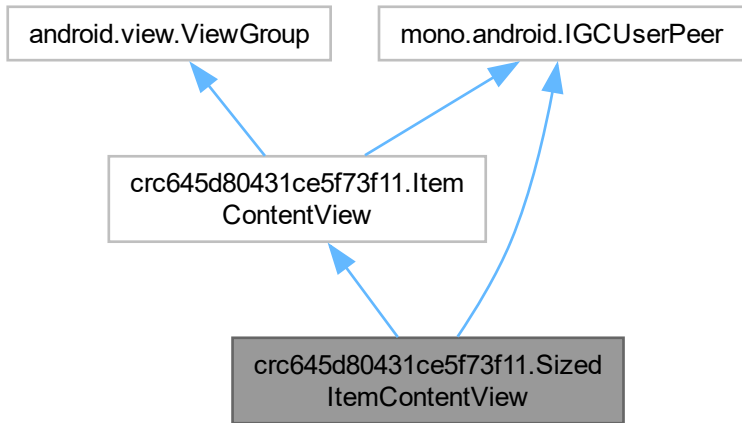 android.view.ViewGroup
mono.android.IGCUserPeer
crc645d80431ce5f73f11.Item
ContentView
crc645d80431ce5f73f11.Sized
ItemContentView